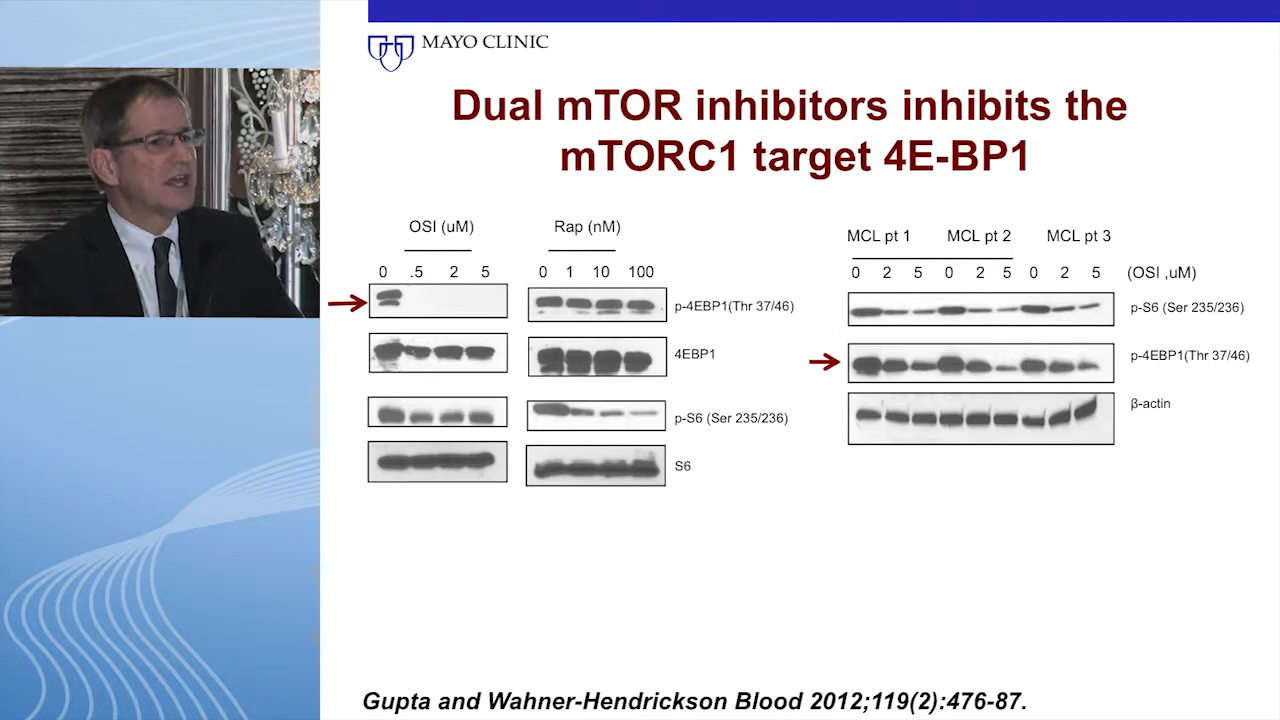 MAYO CLINIC
Dual mTOR inhibitors inhibits the
mTORC1 target 4E-BP1
OSI (uM)
0 .5 2 5
Rap (nM)
0 1 10 100
p-4EBP1(Thr 37/46)
4EBP1
p-S6 (Ser 235/236)
S6
MCL pt 1 MCL pt 2 MCL pt 3
0 2 5 0 2 5 0 2 5 (OSI ,uM)
p-S6 (Ser 235/236)
p-4EBP1(Thr 37/46)
β-actin
Gupta and Wahner-Hendrickson Blood 2012;119(2):476-87.